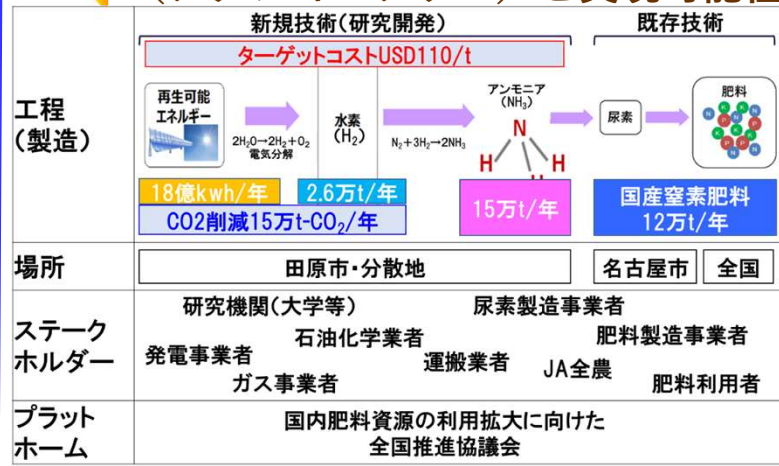 新規技術(研究開発)
既存技術
ターゲットコストUSD110/t
工程
(製造)
再生可能
エネルギー
2H₂O→2H₂+O₂
電気分解
水素
(H₂)
N₂+3H₂→2NH₃
アンモニア
(NH₃)
N
H
H
H
尿素
肥料
18億kwh/年
2.6万t/年
CO2削減15万t-CO₂/年
15万t/年
国産窒素肥料
12万t/年
場所
田原市・分散地
名古屋市
全国
ステーク
ホルダー
研究機関(大学等)
尿素製造事業者
石油化学業者
肥料製造事業者
発電事業者
運搬業者
JA全農
ガス事業者
肥料利用者
プラット
ホーム
国内肥料資源の利用拡大に向けた
全国推進協議会